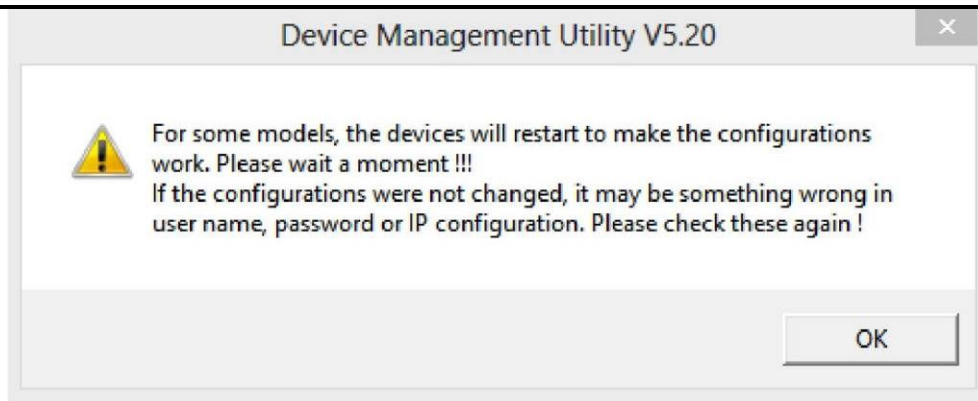 Device Management Utility V5.20
For some models, the devices will restart to make the configurations
work. Please wait a moment !!!
If the configurations were not changed, it may be something wrong in
user name, password or IP configuration. Please check these again !
OK